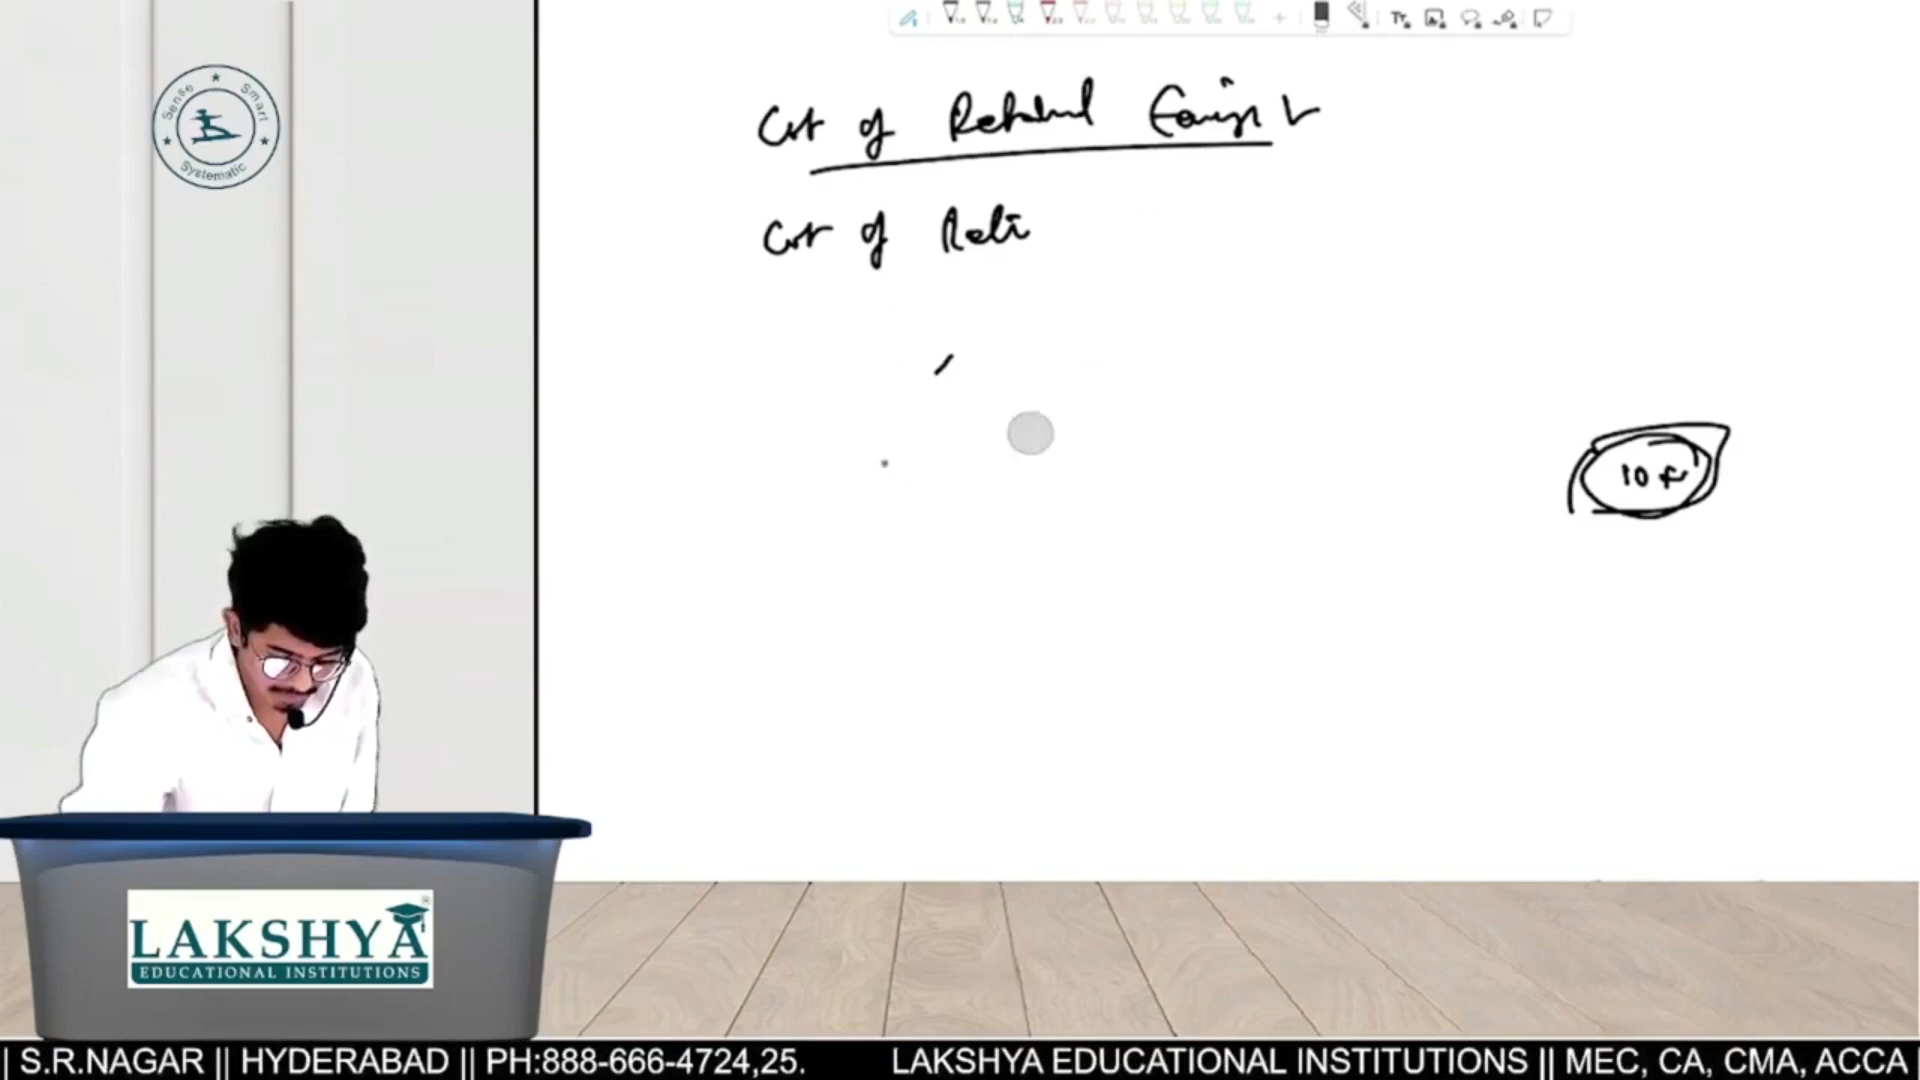 Sense Smart
Systematic
Cost of Retained Earnings
Cost of Reti
10
LAKSHYA
EDUCATIONAL INSTITUTIONS
| S.R.NAGAR || HYDERABAD || PH:888-666-4724,25. LAKSHYA EDUCATIONAL INSTITUTIONS || MEC, CA, CMA, ACCA |